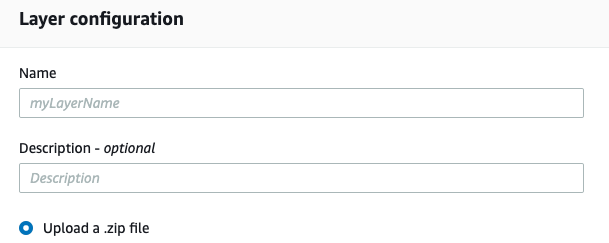 Layer configuration
Name
myLayerName
Description - optional
Description
Upload a .zip file